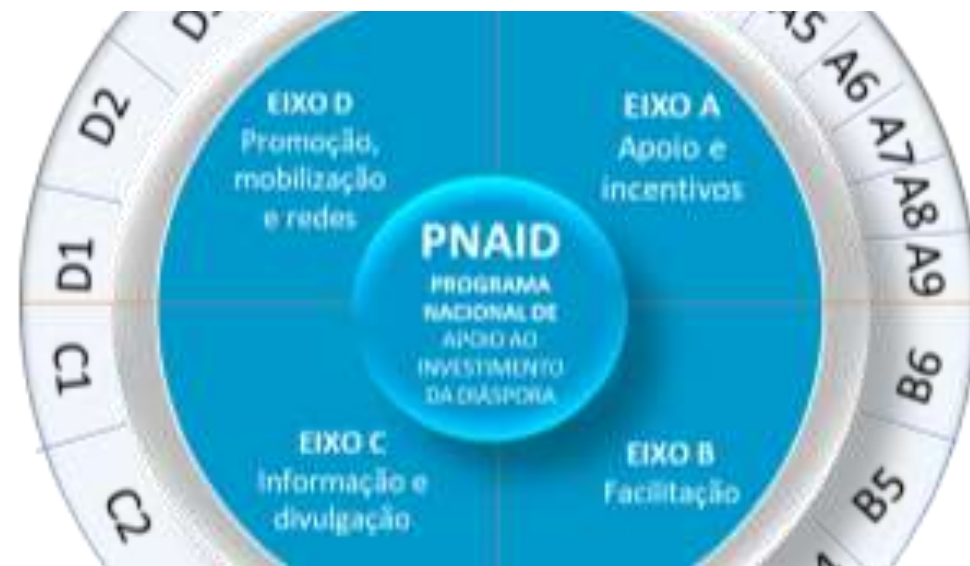 EIXO D
Promoção,
mobilização
e redes
EIXO A
Apoio e
incentivos
PNAID
PROGRAMA
NACIONAL DE
APOIO AO
INVESTIMENTO
DA DIÁSPORA
EIXO C
Informação e
divulgação
EIXO B
Facilitação
D2
D1
C1
C2
A5
A6
A7
A8
A9
B6
B5